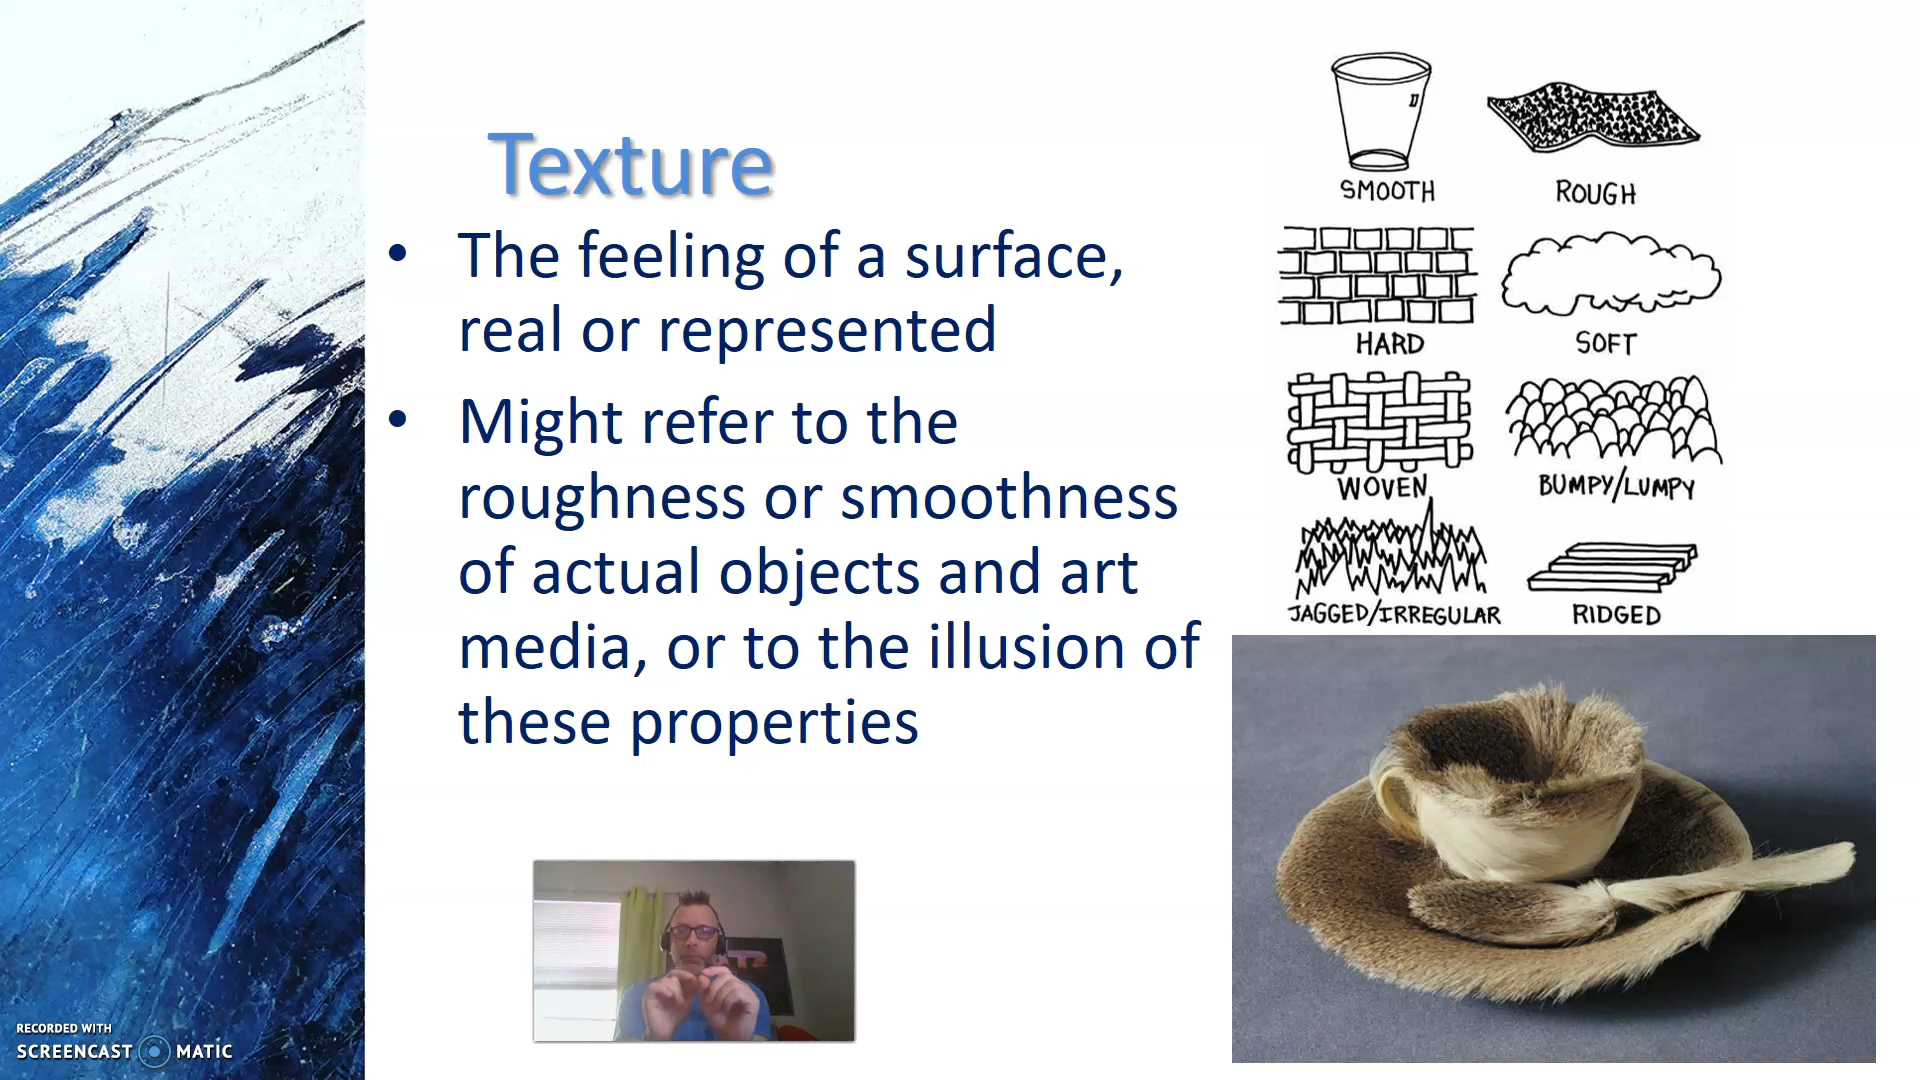 Texture
• The feeling of a surface,
real or represented
• Might refer to the
roughness or smoothness
of actual objects and art
media, or to the illusion of
these properties
SMOOTH
ROUGH
HARD
SOFT
WOVEN
BUMPY/LUMPY
JAGGED/IRREGULAR
RIDGED
RECORDED WITH
SCREENCAST MATIC